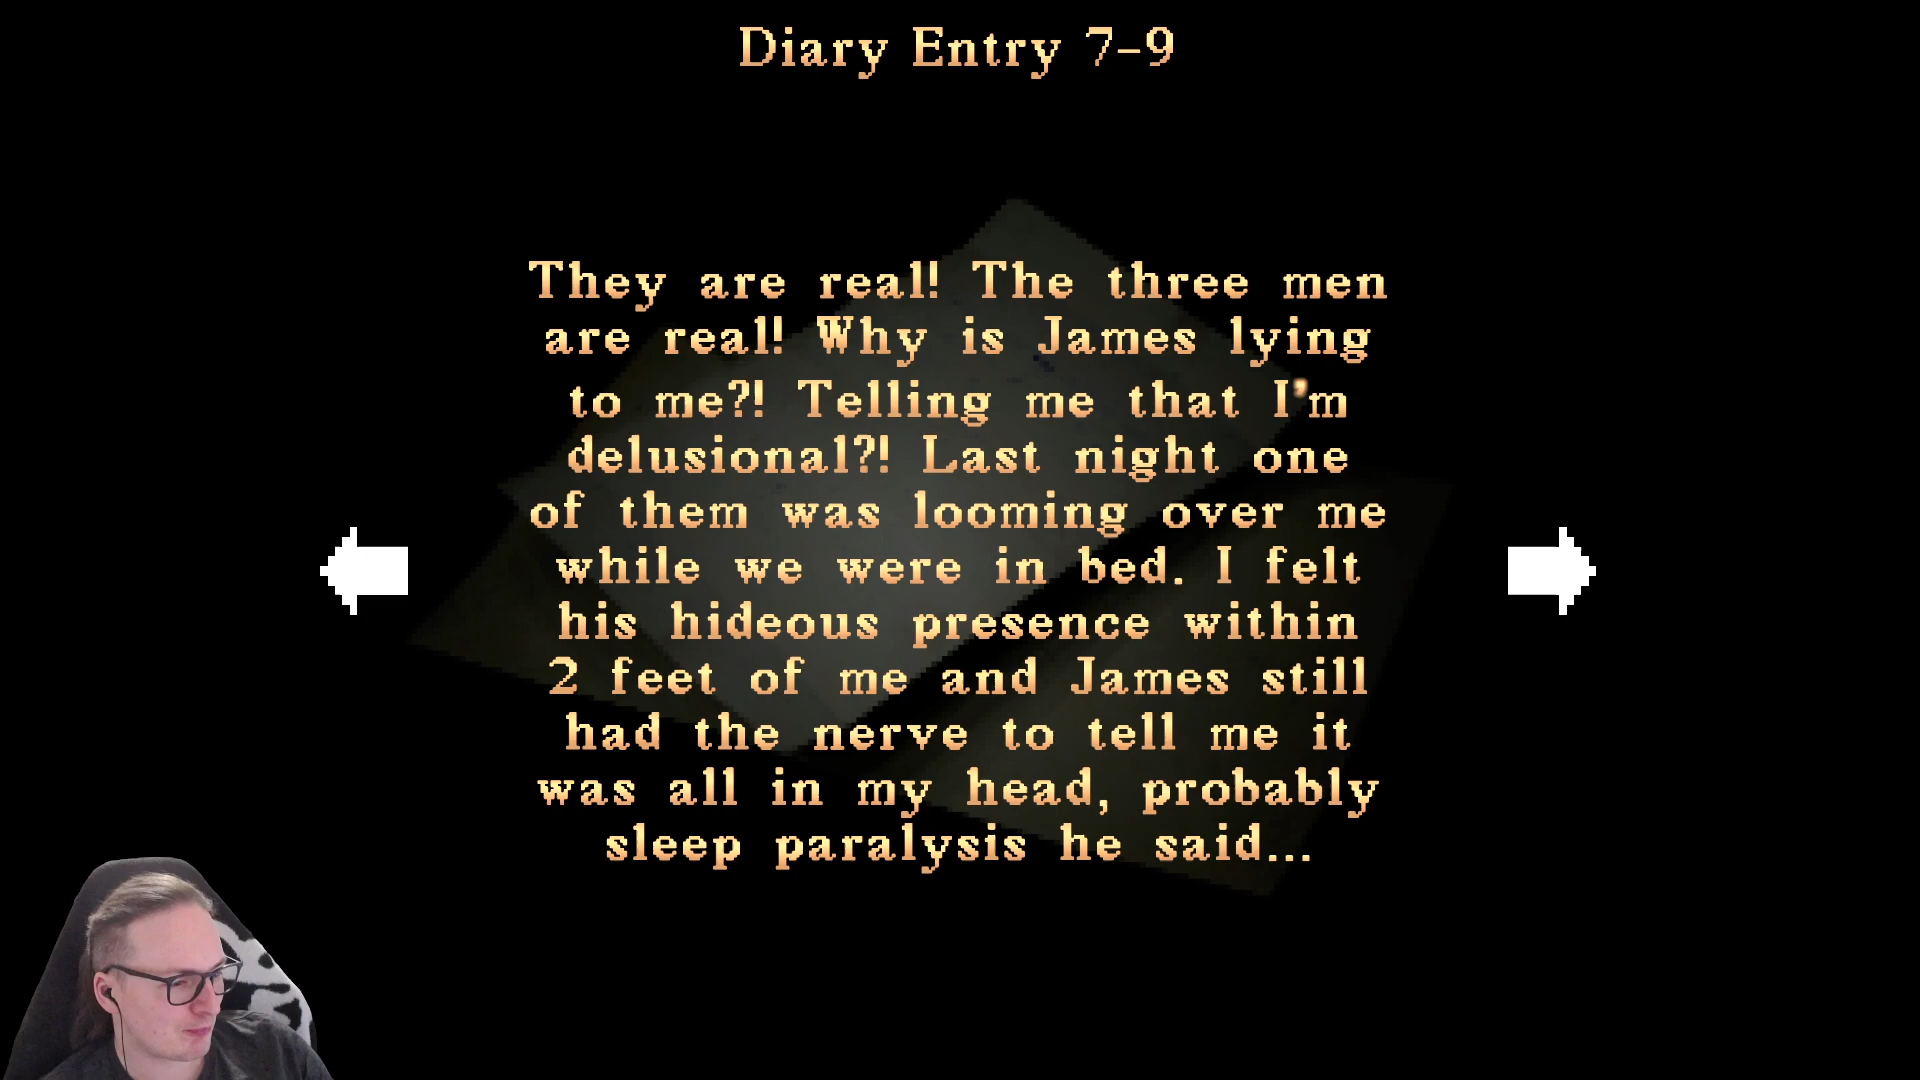 Diary Entry 7-9
They are real! The three men
are real! Why is James lying
to me?! Telling me that I'm
delusional?! Last night one
of them was looming over me
while we were in bed. I felt
his hideous presence within
2 feet of me and James still
had the nerve to tell me it
was all in my head, probably
sleep paralysis he said...